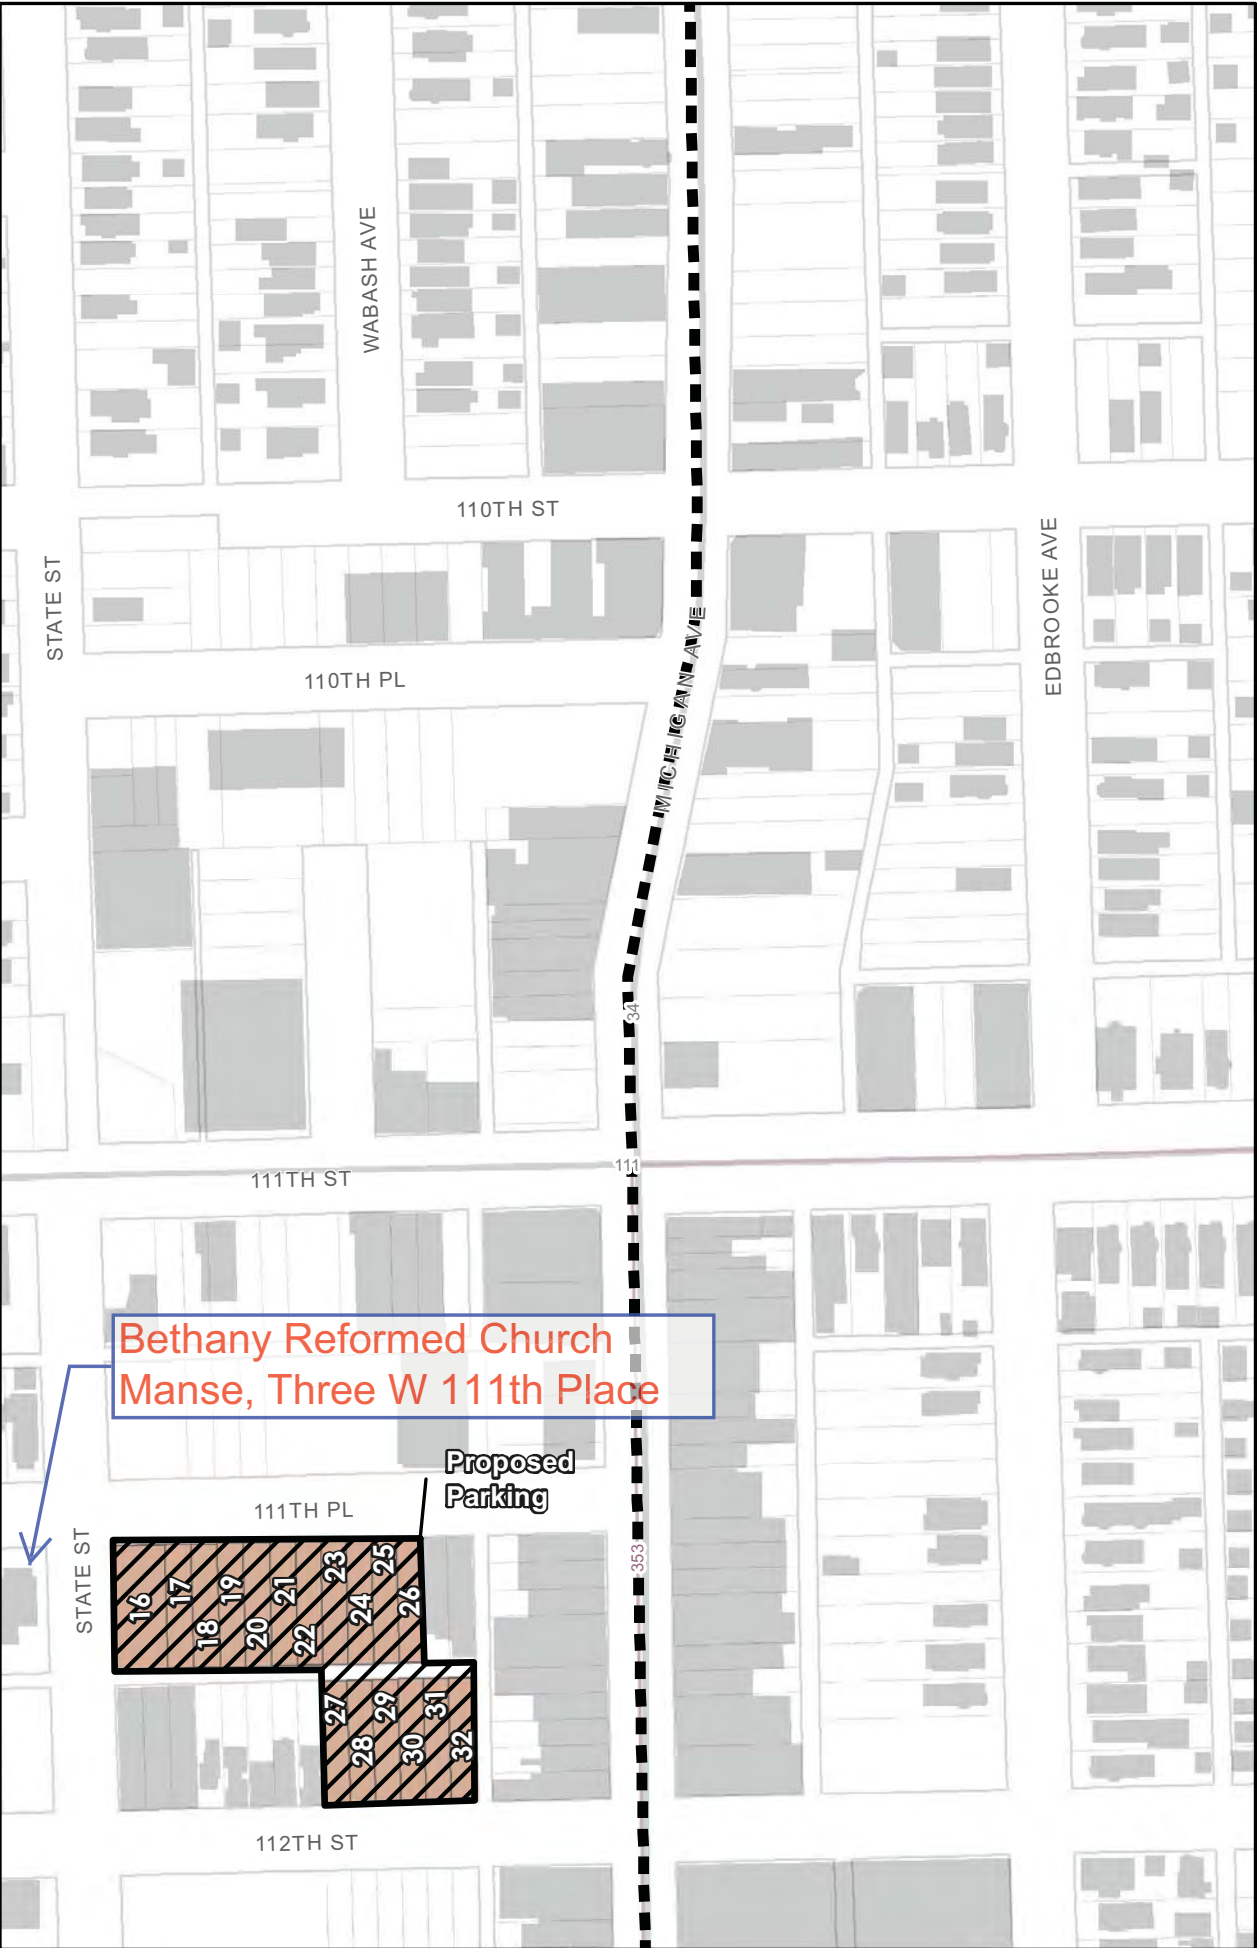 WABASH AVE
110TH ST
STATE ST
EDBROOKE AVE
110TH PL
MICHIGAN AVE
34
111
111TH ST
Bethany Reformed Church
Manse, Three W 111th Place
Proposed
Parking
111TH PL
STATE ST
353
16
17
18
19
20
21
22
23
24
25
26
27
28
29
30
31
32
112TH ST